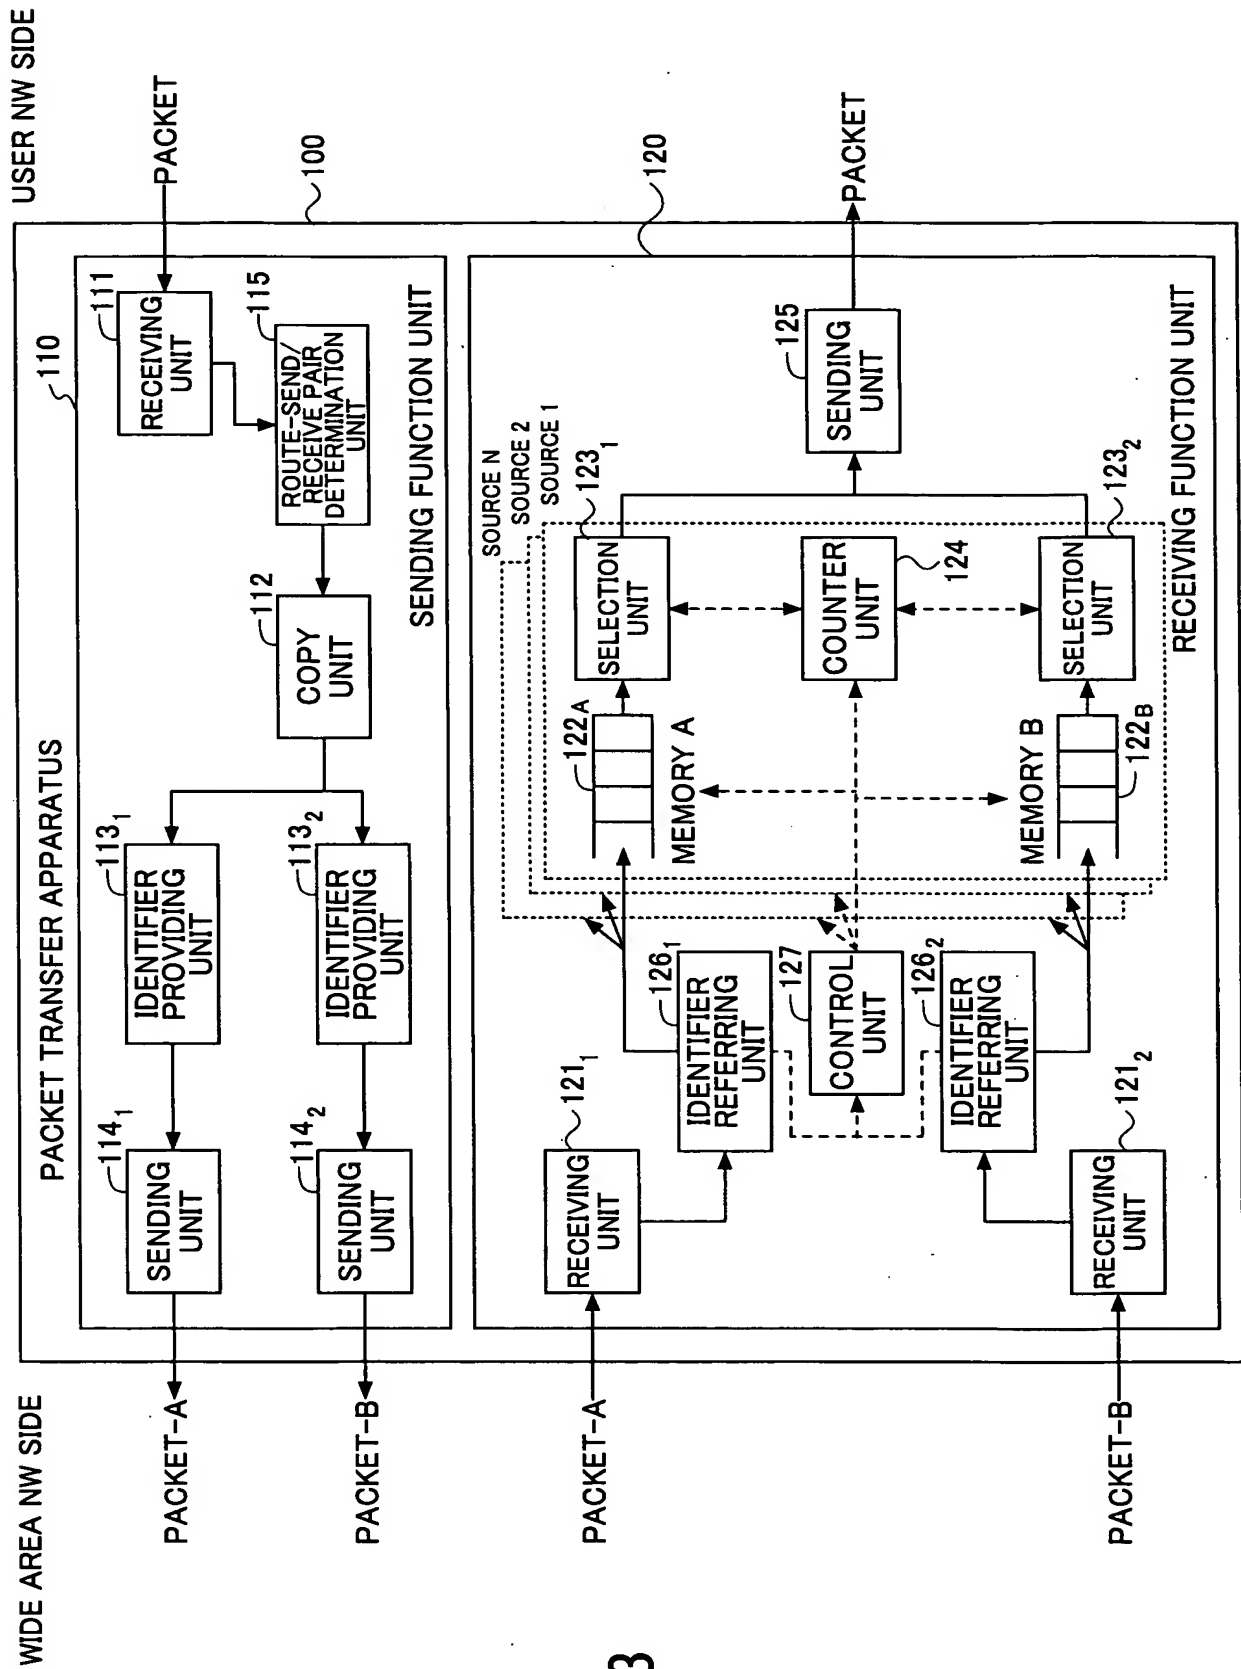 WIDE AREA NW SIDE
USER NW SIDE
PACKET TRANSFER APPARATUS
100
110
PACKET
RECEIVING
UNIT
111
ROUTE-SEND/
RECEIVE PAIR
DETERMINATION
UNIT
115
COPY
UNIT
112
IDENTIFIER
PROVIDING
UNIT
113₁
IDENTIFIER
PROVIDING
UNIT
113₂
SENDING
UNIT
114₁
SENDING
UNIT
114₂
PACKET-A
PACKET-B
SENDING FUNCTION UNIT
120
PACKET-A
PACKET-B
RECEIVING
UNIT
121₁
RECEIVING
UNIT
121₂
IDENTIFIER
REFERRING
UNIT
126₁
CONTROL
UNIT
127
IDENTIFIER
REFERRING
UNIT
126₂
SOURCE N
SOURCE 2
SOURCE 1
122A
MEMORY A
MEMORY B
122B
SELECTION
UNIT
123₁
COUNTER
UNIT
124
SELECTION
UNIT
123₂
SENDING
UNIT
125
PACKET
RECEIVING FUNCTION UNIT
3